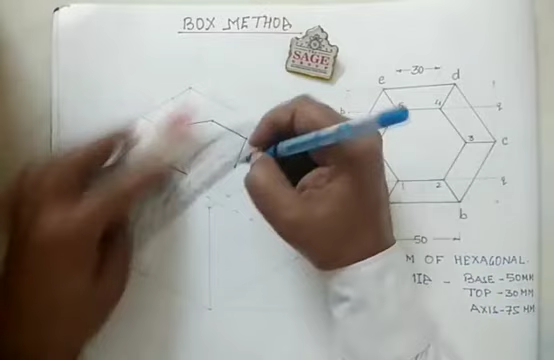 BOX METHOD
SAGE
30
e
d
4
q
3
c
1
2
q
b
50
M OF HEXAGONAL.
BASE - 50MM
TOP - 30MM
AXIS - 75MM